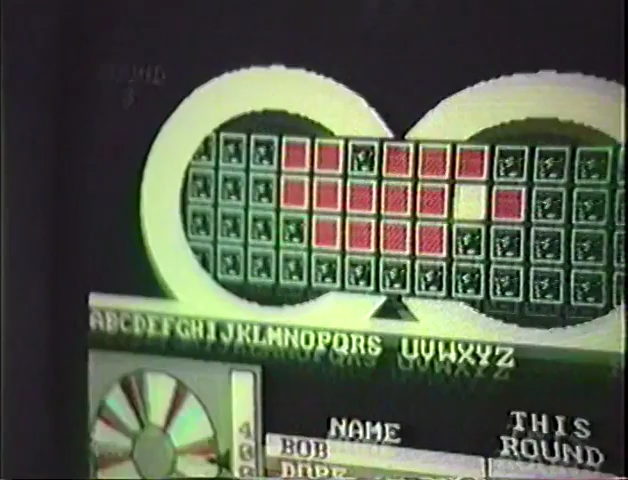 ROUND
3
ABCDEFGHIJKLMNOPQRS UVWXYZ
NAME
THIS
ROUND
BOB